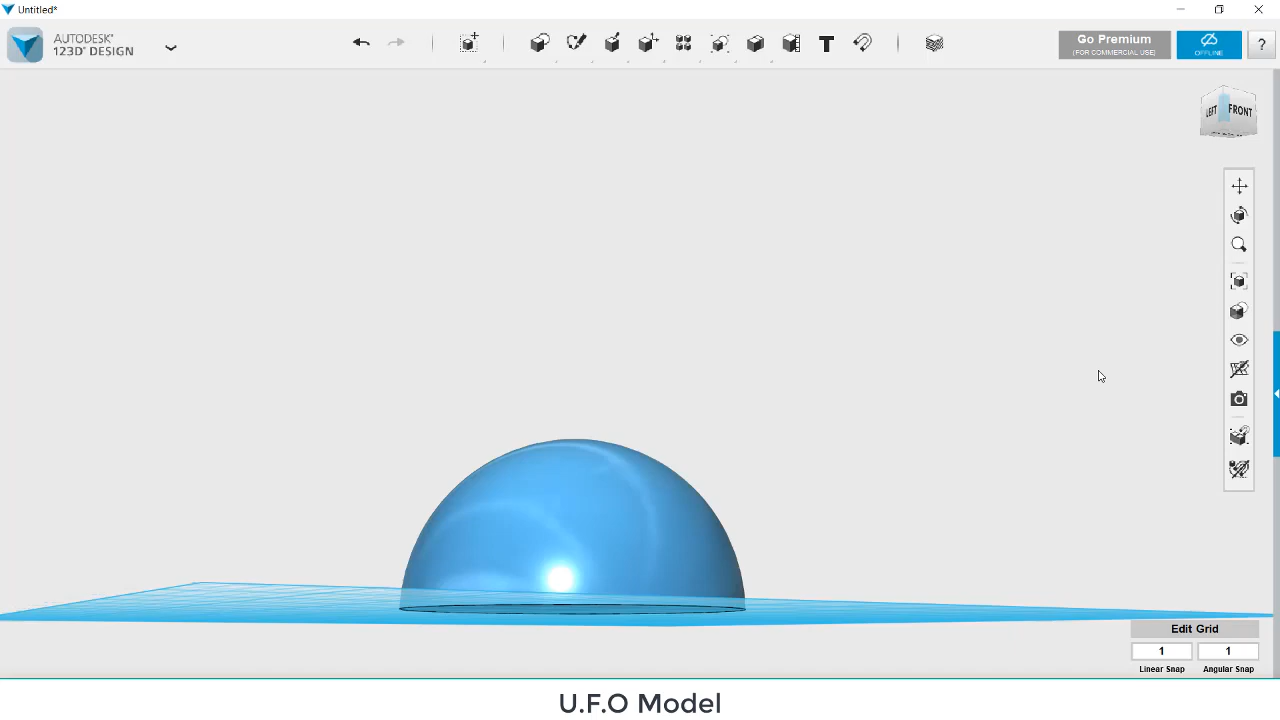 Untitled*
AUTODESK®
123D® DESIGN
T
Go Premium
(FOR COMMERCIAL USE)
OFFLINE
?
LEFT FRONT
Edit Grid
1 1
Linear Snap Angular Snap
U.F.O Model